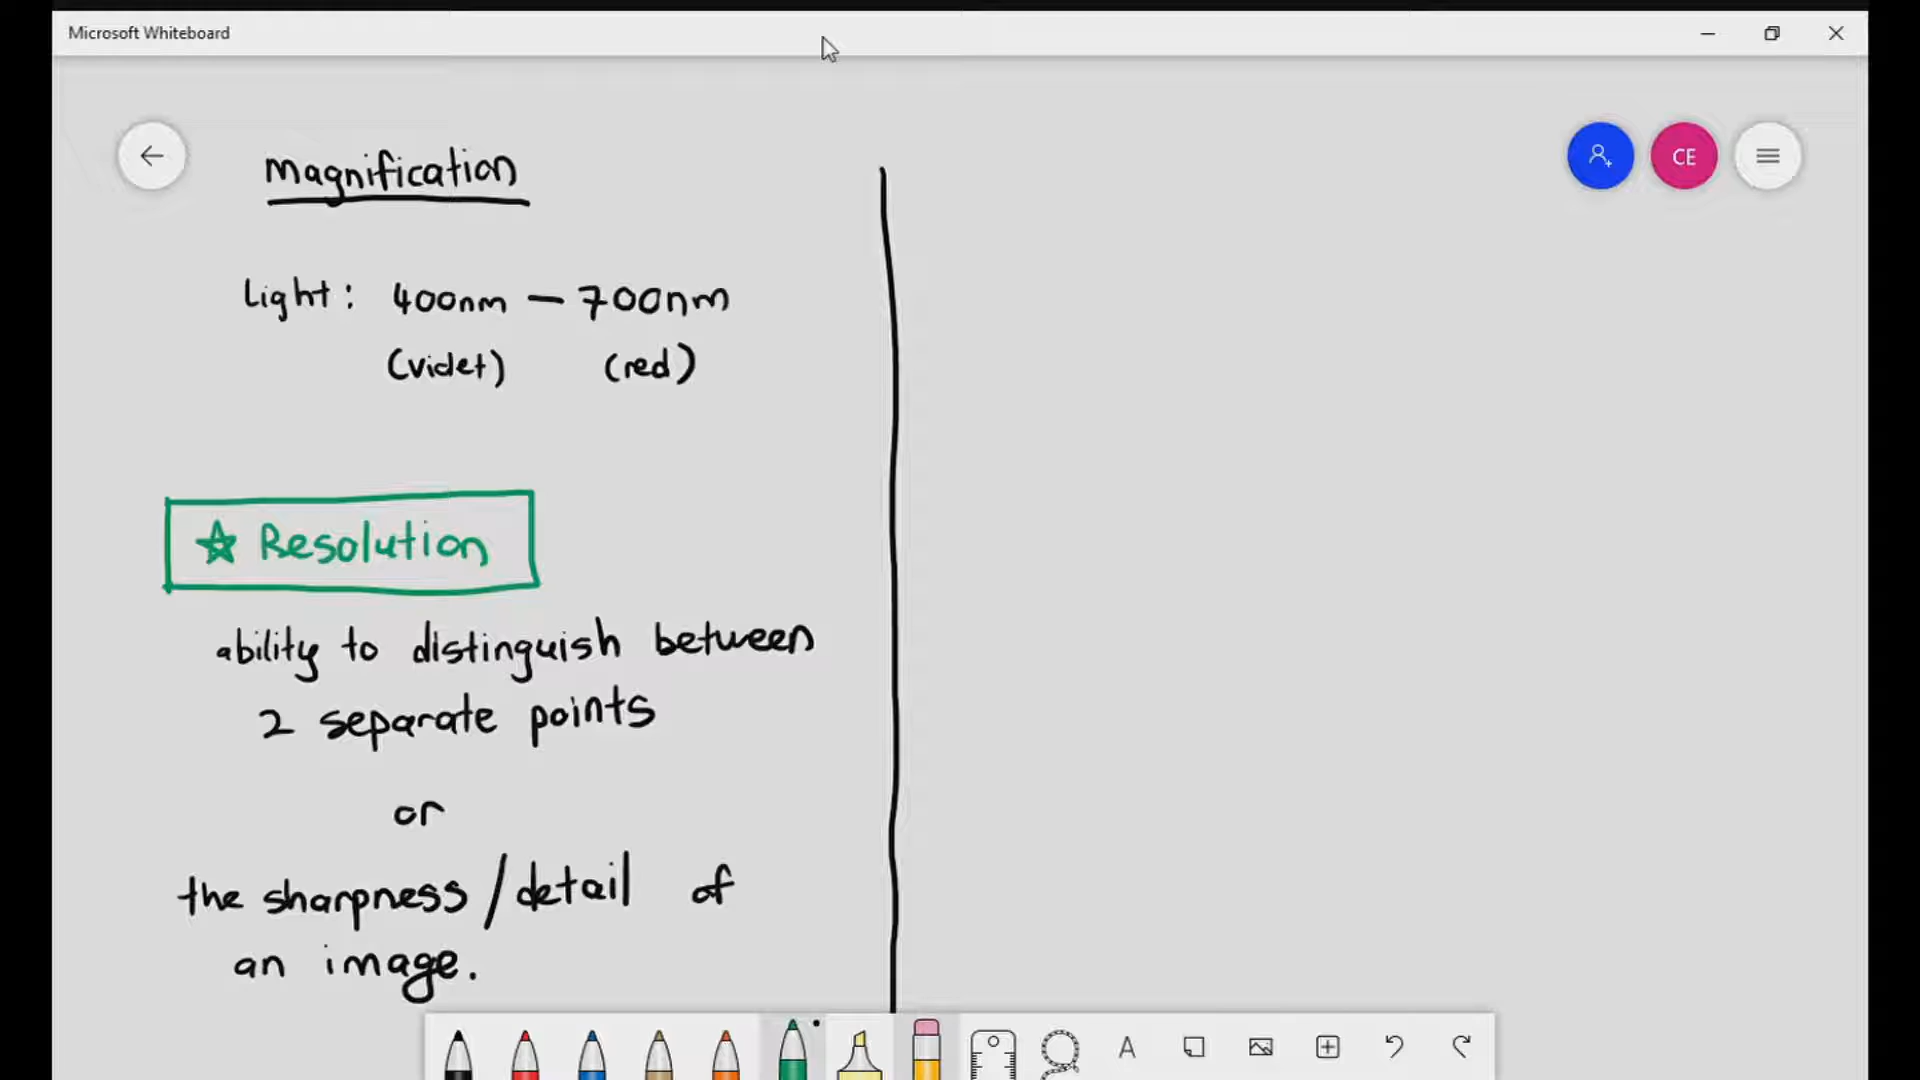 Microsoft Whiteboard
CE
Magnification
Light: 400nm — 700nm
(violet) (red)
☆ Resolution
ability to distinguish between
2 separate points
or
the sharpness/detail of
an image.
A